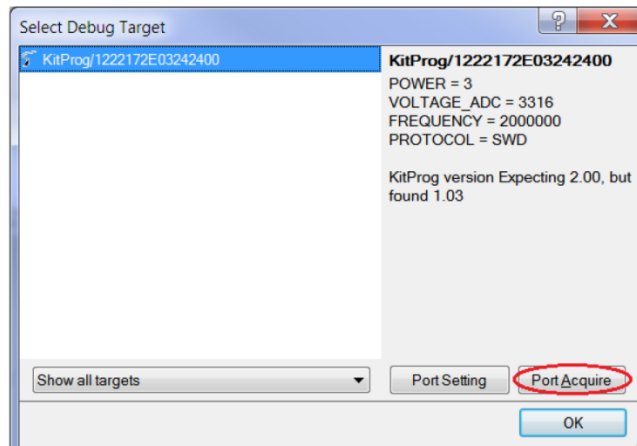 Select Debug Target
KitProg/1222172E03242400
KitProg/1222172E03242400
POWER = 3
VOLTAGE_ADC = 3316
FREQUENCY = 2000000
PROTOCOL = SWD
KitProg version Expecting 2.00, but
found 1.03
Show all targets
Port Setting
Port Acquire
OK